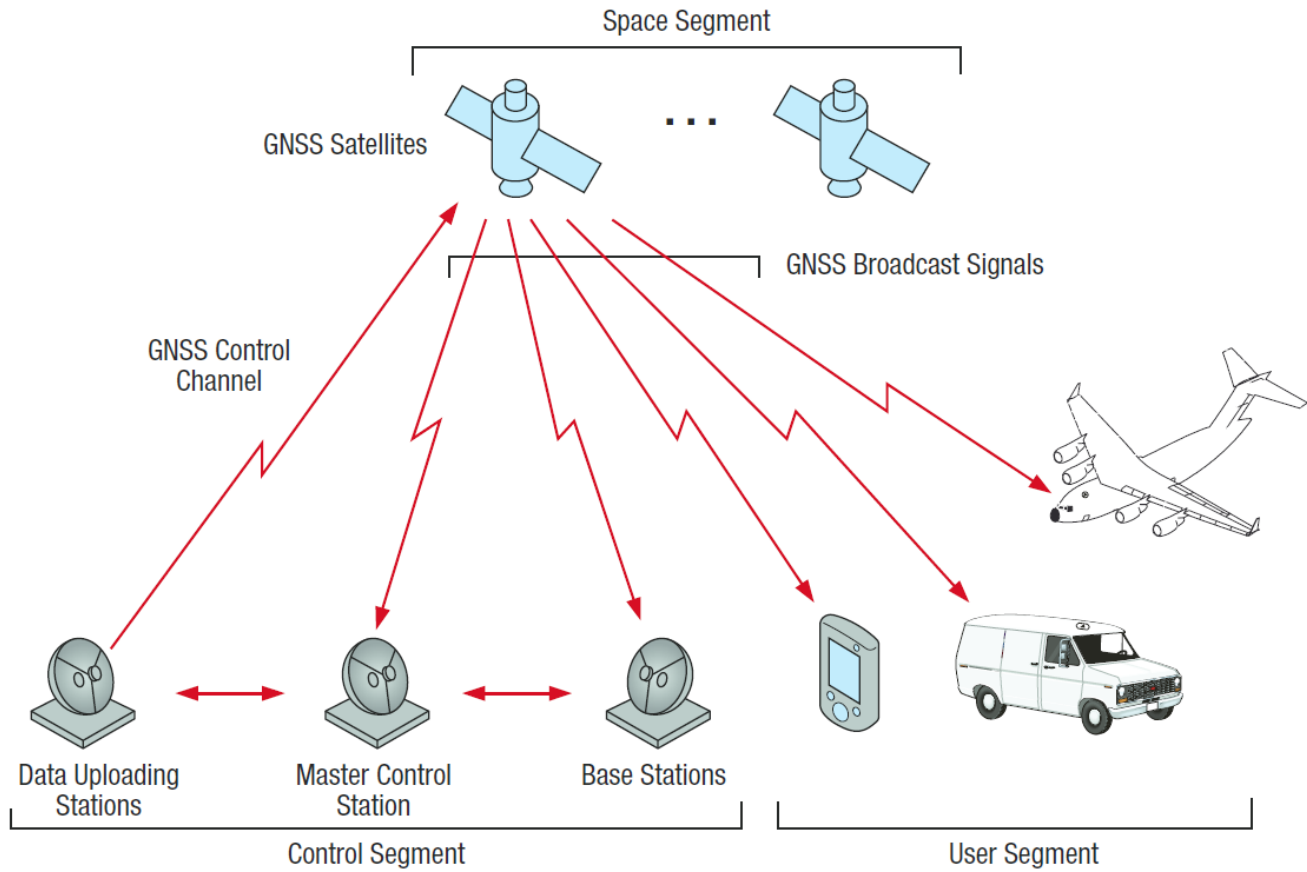 Space Segment
GNSS Satellites
...
GNSS Broadcast Signals
GNSS Control
Channel
Data Uploading
Stations
Master Control
Station
Base Stations
Control Segment
User Segment